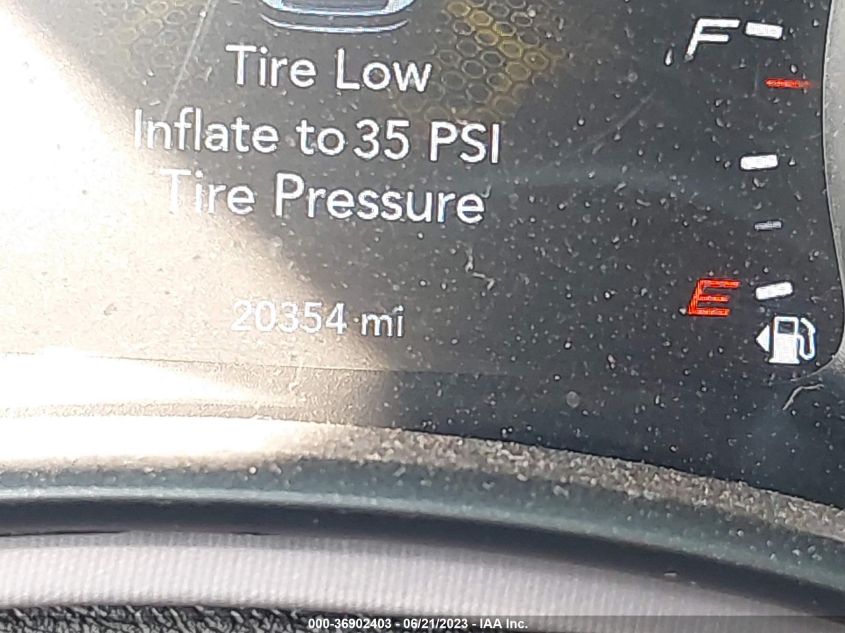 F
Tire Low
Inflate to 35 PSI
Tire Pressure
E
20354 mi
000-36902403 - 06/21/2023 - IAA Inc.